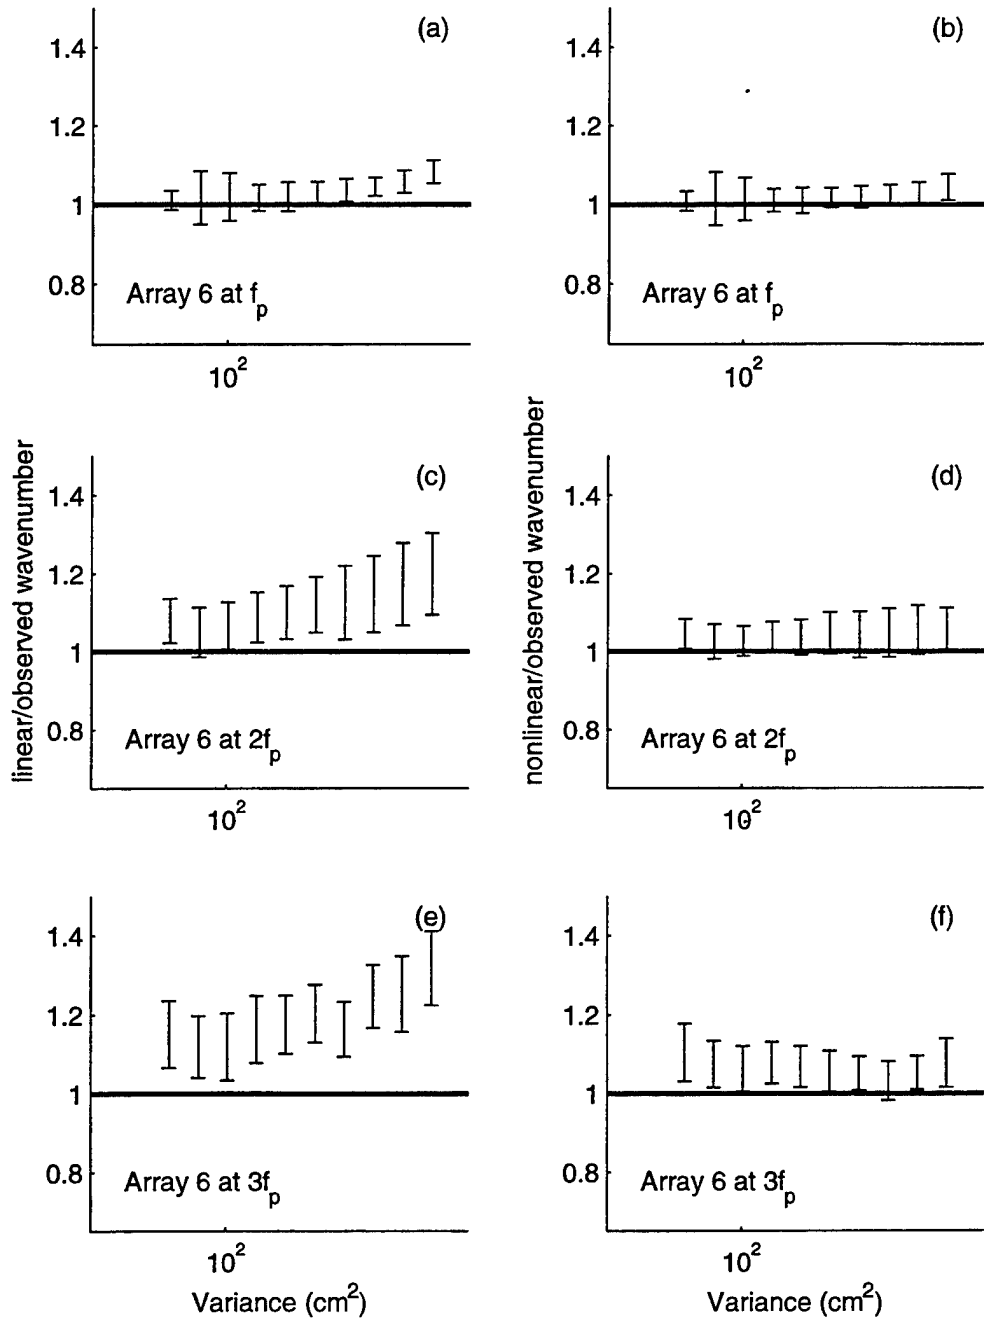 (a)
1.4
1.2
1
0.8
Array 6 at f_p
10^2
(b)
1.4
1.2
1
0.8
Array 6 at f_p
10^2
linear/observed wavenumber
(c)
1.4
1.2
1
0.8
Array 6 at 2f_p
10^2
nonlinear/observed wavenumber
(d)
1.4
1.2
1
0.8
Array 6 at 2f_p
10^2
(e)
1.4
1.2
1
0.8
Array 6 at 3f_p
10^2
Variance (cm^2)
(f)
1.4
1.2
1
0.8
Array 6 at 3f_p
10^2
Variance (cm^2)